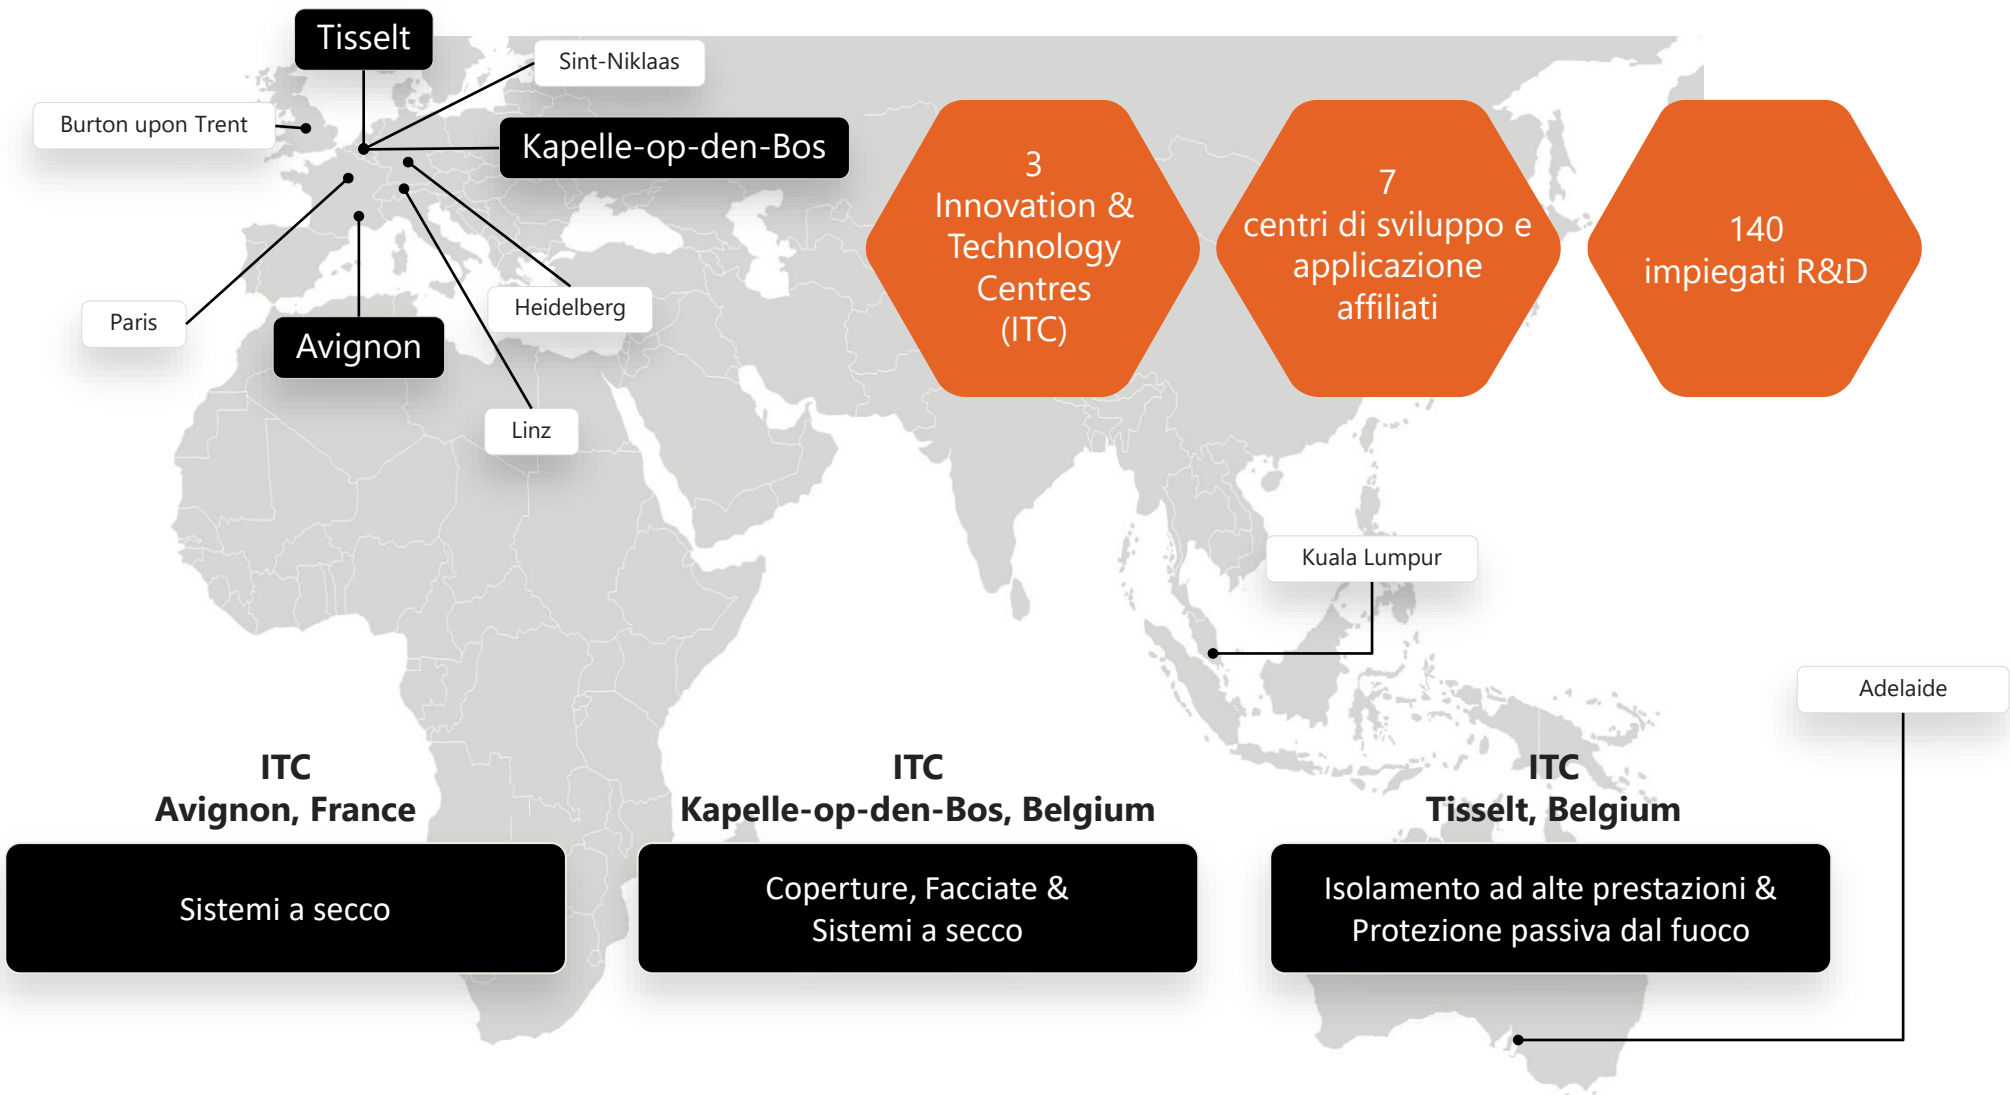 Tisselt
Sint-Niklaas
Burton upon Trent
Kapelle-op-den-Bos
Paris
Avignon
Heidelberg
Linz
3
Innovation &
Technology
Centres
(ITC)
7
centri di sviluppo e
applicazione
affiliati
140
impiegati R&D
Kuala Lumpur
Adelaide
ITC
Avignon, France
Sistemi a secco
ITC
Kapelle-op-den-Bos, Belgium
Coperture, Facciate &
Sistemi a secco
ITC
Tisselt, Belgium
Isolamento ad alte prestazioni &
Protezione passiva dal fuoco